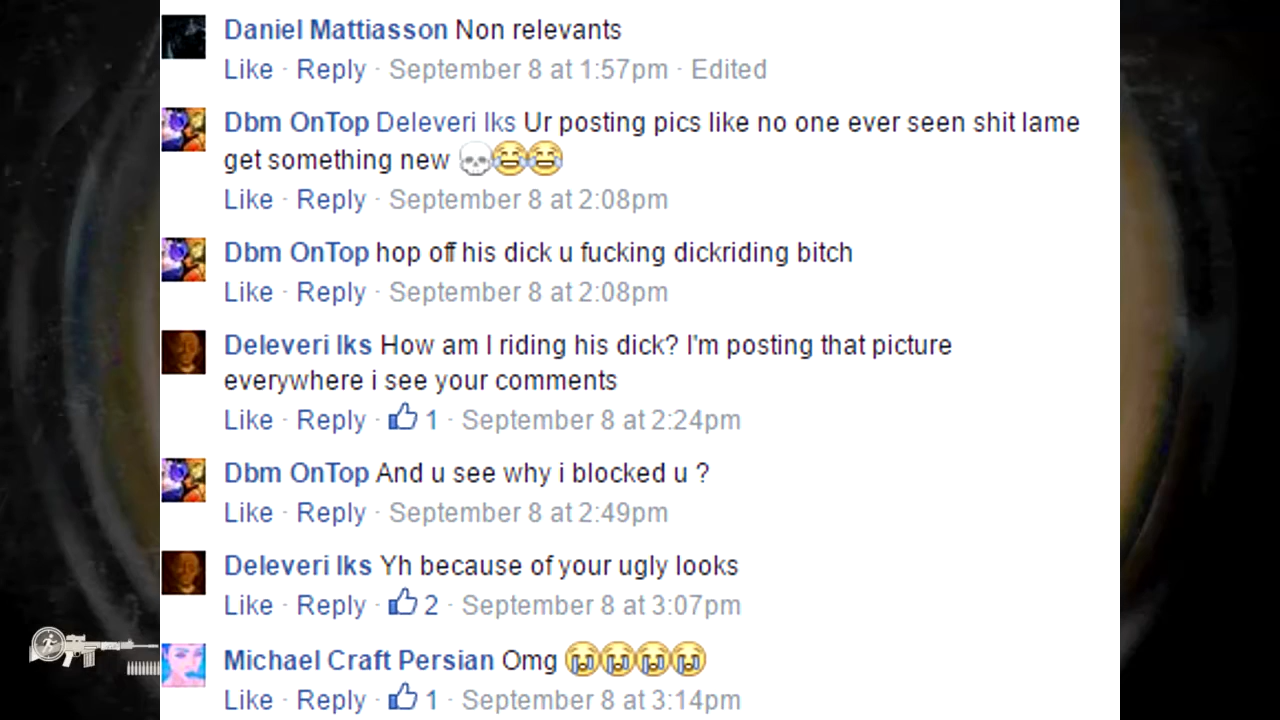 Daniel Mattiasson Non relevants
Like · Reply · September 8 at 1:57pm · Edited
Dbm OnTop Deleveri Iks Ur posting pics like no one ever seen shit lame
get something new 💀😂😂
Like · Reply · September 8 at 2:08pm
Dbm OnTop hop off his dick u fucking dickriding bitch
Like · Reply · September 8 at 2:08pm
Deleveri Iks How am I riding his dick? I'm posting that picture
everywhere i see your comments
Like · Reply · 1 · September 8 at 2:24pm
Dbm OnTop And u see why i blocked u ?
Like · Reply · September 8 at 2:49pm
Deleveri Iks Yh because of your ugly looks
Like · Reply · 2 · September 8 at 3:07pm
Michael Craft Persian Omg 😭😭😭😭
Like · Reply · 1 · September 8 at 3:14pm